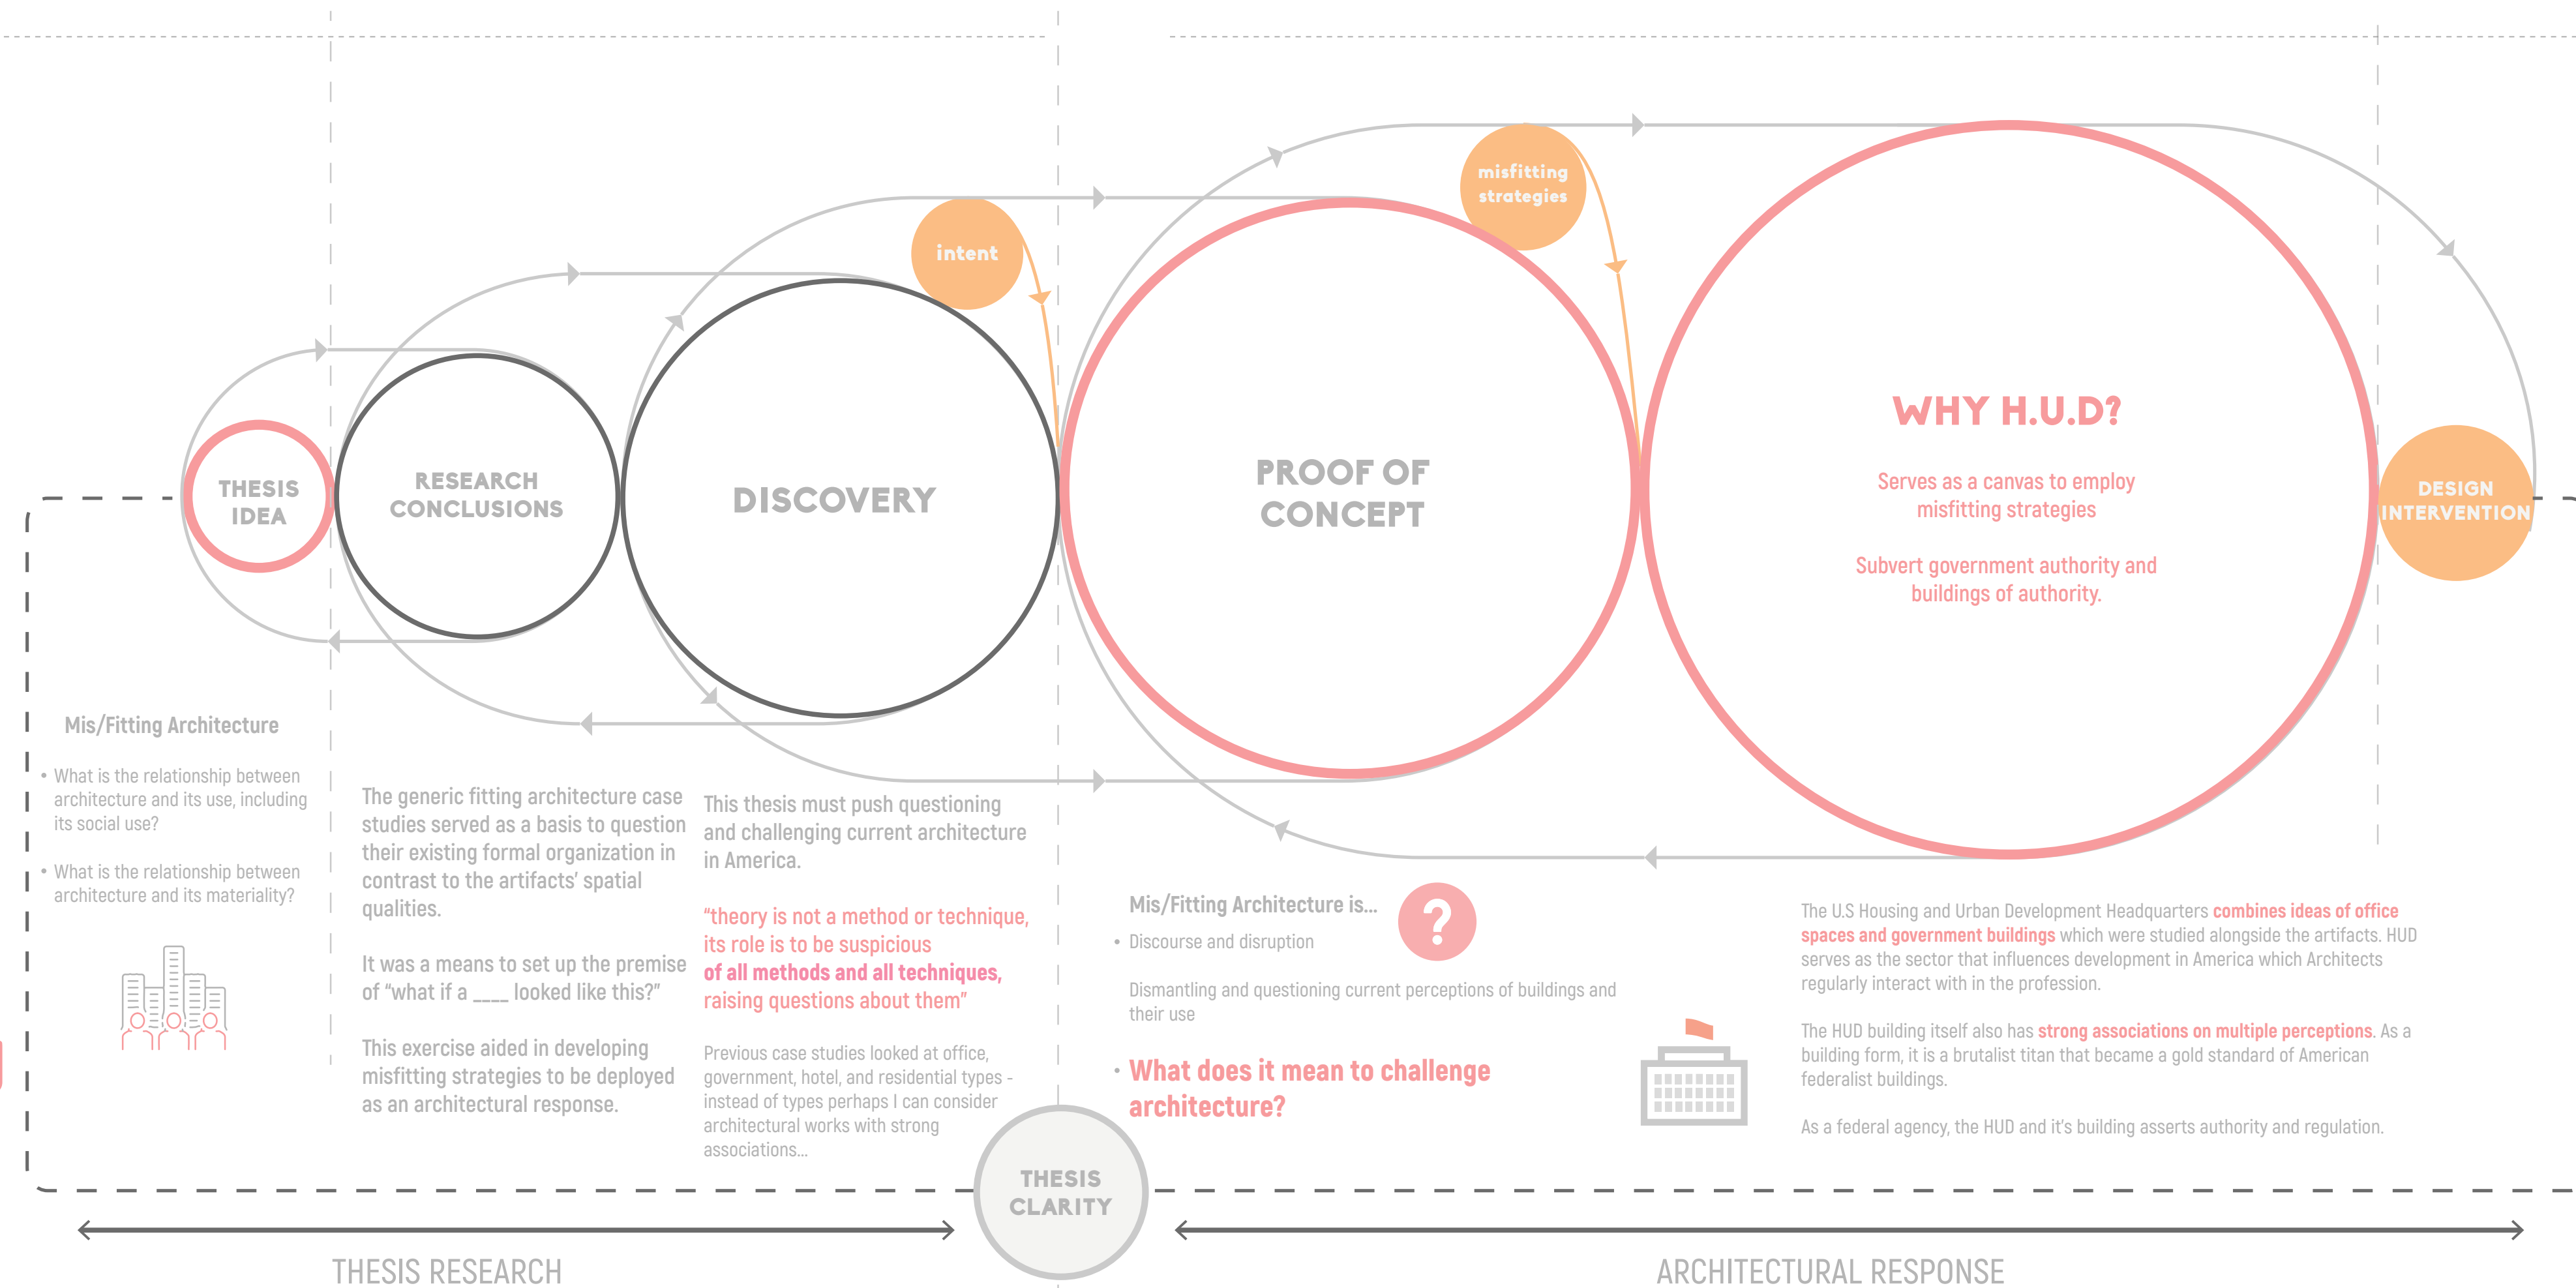 intent
misfitting
strategies
THESIS
IDEA
RESEARCH
CONCLUSIONS
DISCOVERY
PROOF OF
CONCEPT
WHY H.U.D?
Serves as a canvas to employ
misfitting strategies
Subvert government authority and
buildings of authority.
DESIGN
INTERVENTION
Mis/Fitting Architecture
• What is the relationship between
architecture and its use, including
its social use?
• What is the relationship between
architecture and its materiality?
The generic fitting architecture case
studies served as a basis to question
their existing formal organization in
contrast to the artifacts' spatial
qualities.
It was a means to set up the premise
of “what if a ____ looked like this?”
This exercise aided in developing
misfitting strategies to be deployed
as an architectural response.
This thesis must push questioning
and challenging current architecture
in America.
“theory is not a method or technique,
its role is to be suspicious
of all methods and all techniques,
raising questions about them”
Previous case studies looked at office,
government, hotel, and residential types -
instead of types perhaps I can consider
architectural works with strong
associations...
Mis/Fitting Architecture is...
?
• Discourse and disruption
Dismantling and questioning current perceptions of buildings and
their use
• What does it mean to challenge
architecture?
The U.S Housing and Urban Development Headquarters combines ideas of office
spaces and government buildings which were studied alongside the artifacts. HUD
serves as the sector that influences development in America which Architects
regularly interact with in the profession.
The HUD building itself also has strong associations on multiple perceptions. As a
building form, it is a brutalist titan that became a gold standard of American
federalist buildings.
As a federal agency, the HUD and it's building asserts authority and regulation.
THESIS
CLARITY
THESIS RESEARCH
ARCHITECTURAL RESPONSE